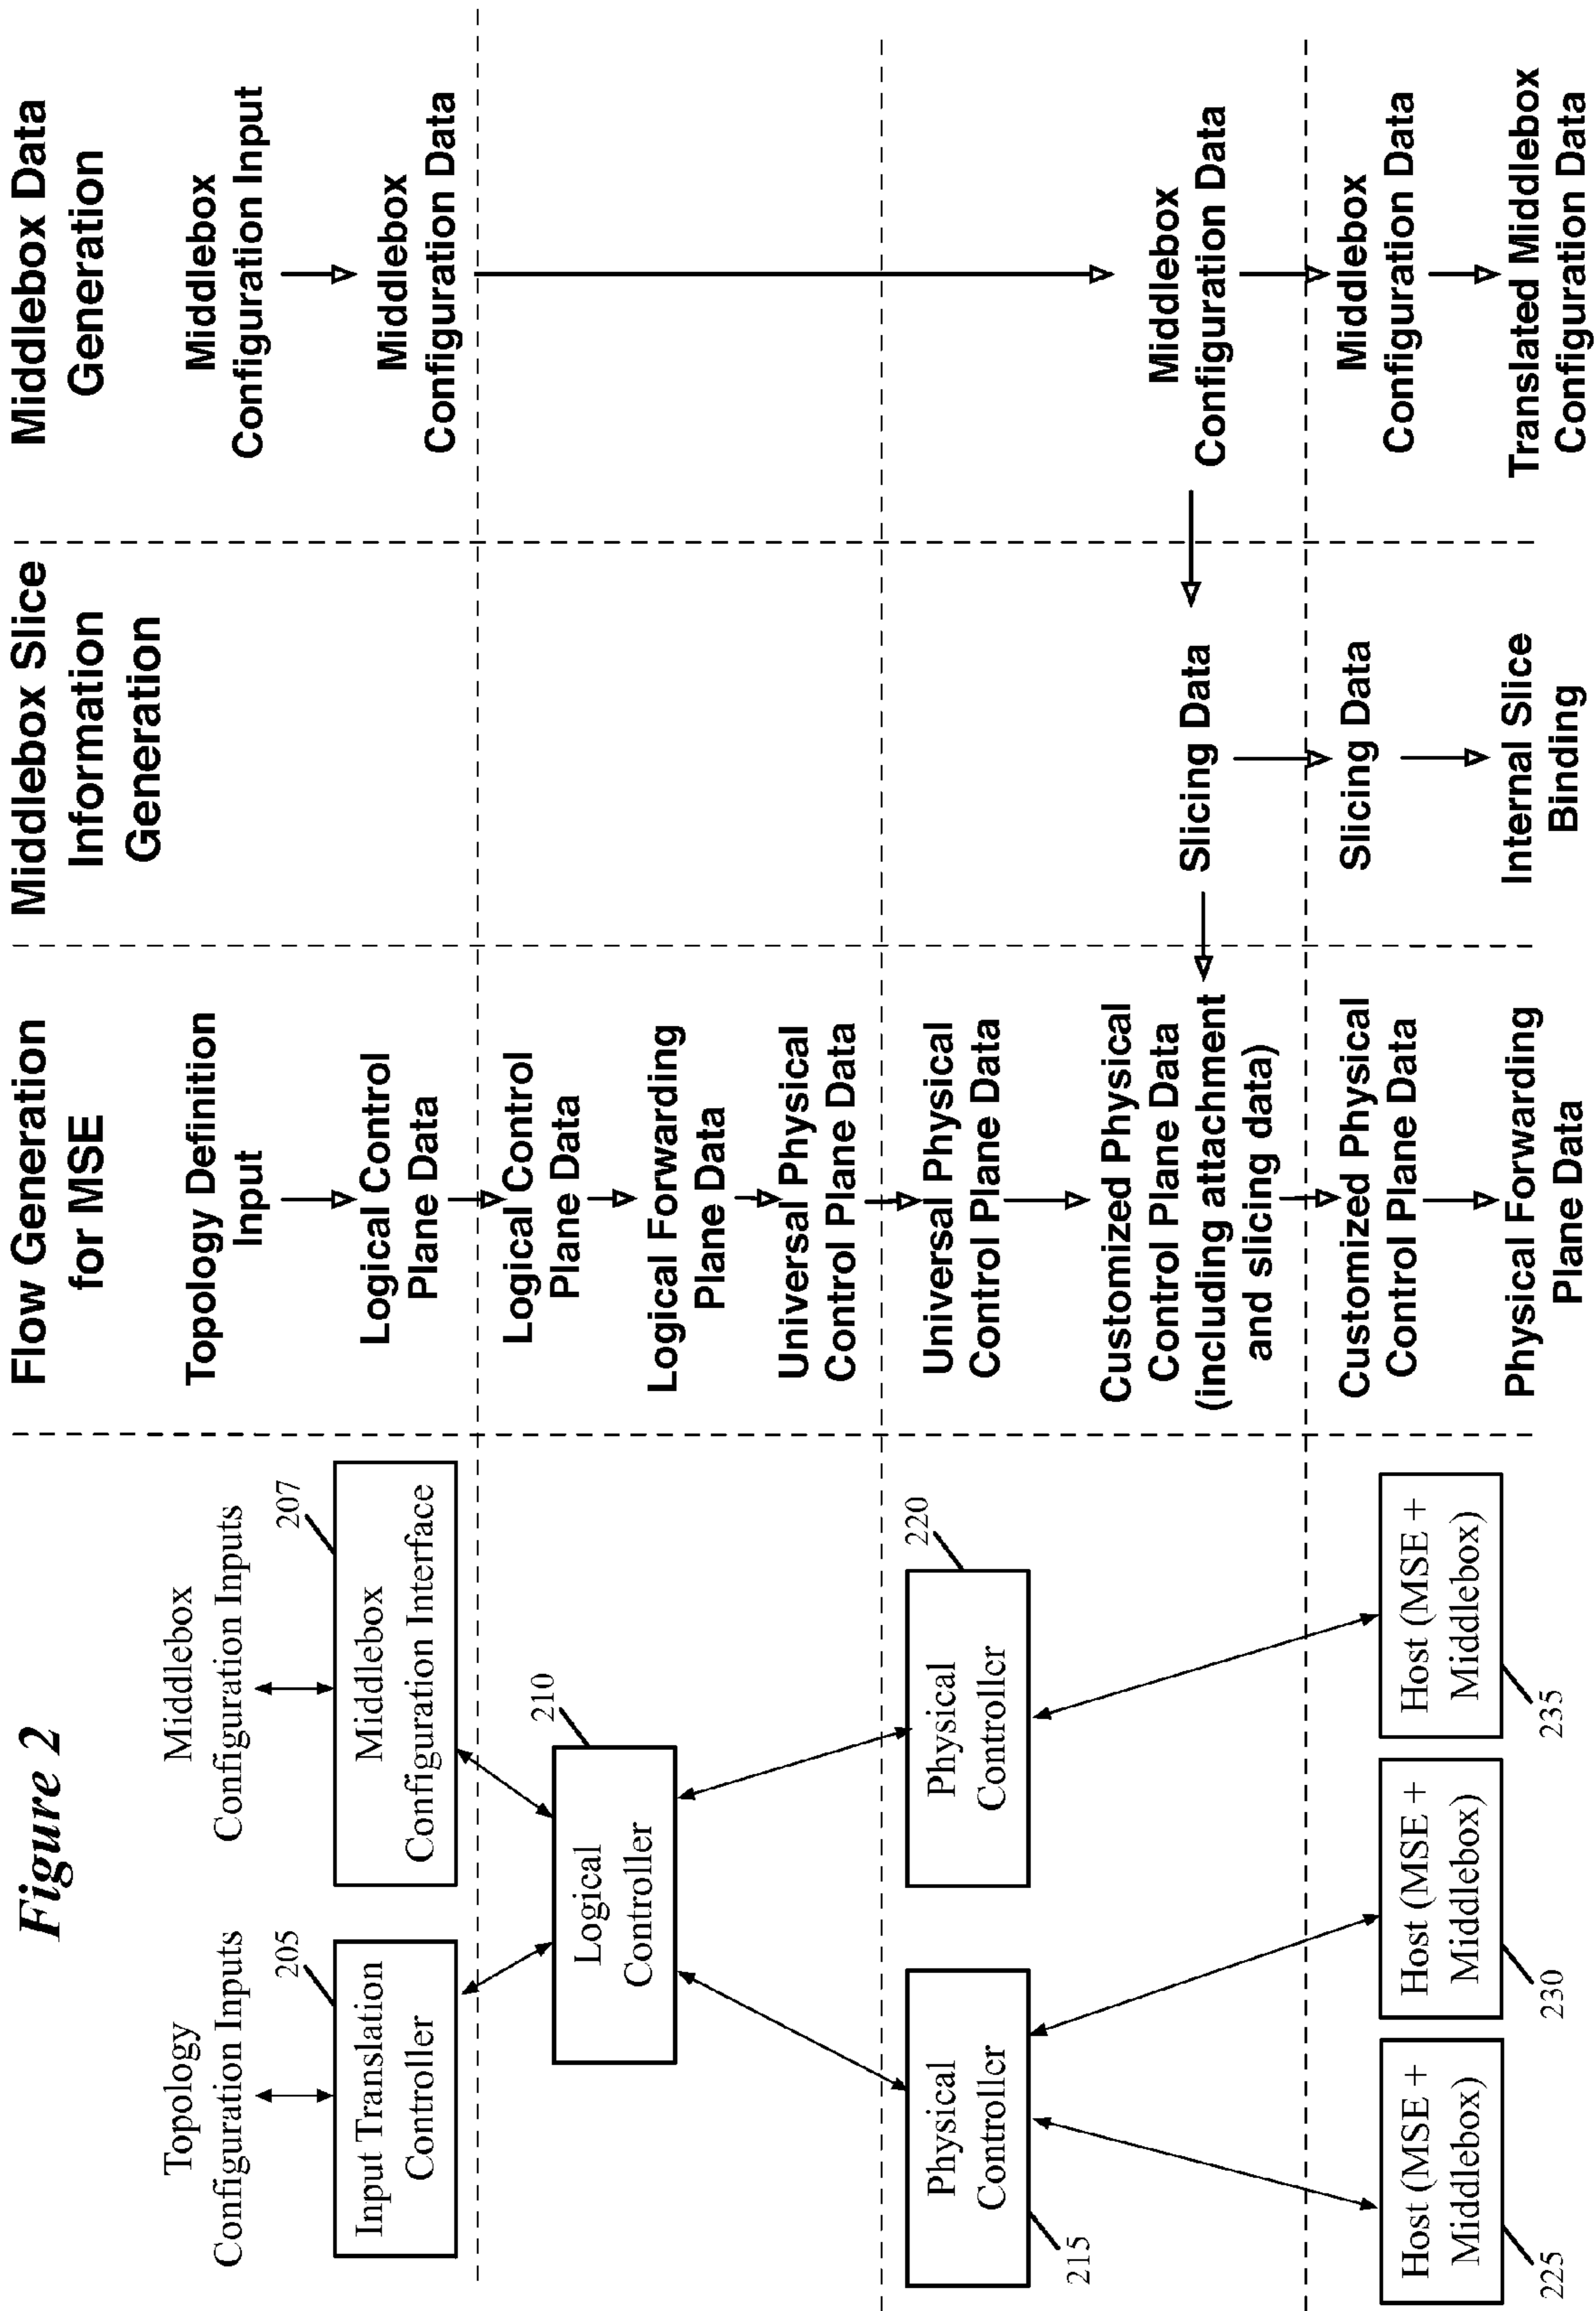 Figure 2
Topology
Configuration Inputs
Middlebox
Configuration Inputs
205
Input Translation
Controller
207
Middlebox
Configuration Interface
210
Logical
Controller
Physical
Controller
215
Physical
Controller
220
Host (MSE +
Middlebox)
225
Host (MSE +
Middlebox)
230
Host (MSE +
Middlebox)
235
Flow Generation
for MSE
Topology Definition
Input
Logical Control
Plane Data
Logical Control
Plane Data
Logical Forwarding
Plane Data
Universal Physical
Control Plane Data
Universal Physical
Control Plane Data
Customized Physical
Control Plane Data
(including attachment
and slicing data)
Customized Physical
Control Plane Data
Physical Forwarding
Plane Data
Middlebox Slice
Information
Generation
Slicing Data
Slicing Data
Internal Slice
Binding
Middlebox Data
Generation
Middlebox
Configuration Input
Middlebox
Configuration Data
Middlebox
Configuration Data
Middlebox
Configuration Data
Translated Middlebox
Configuration Data